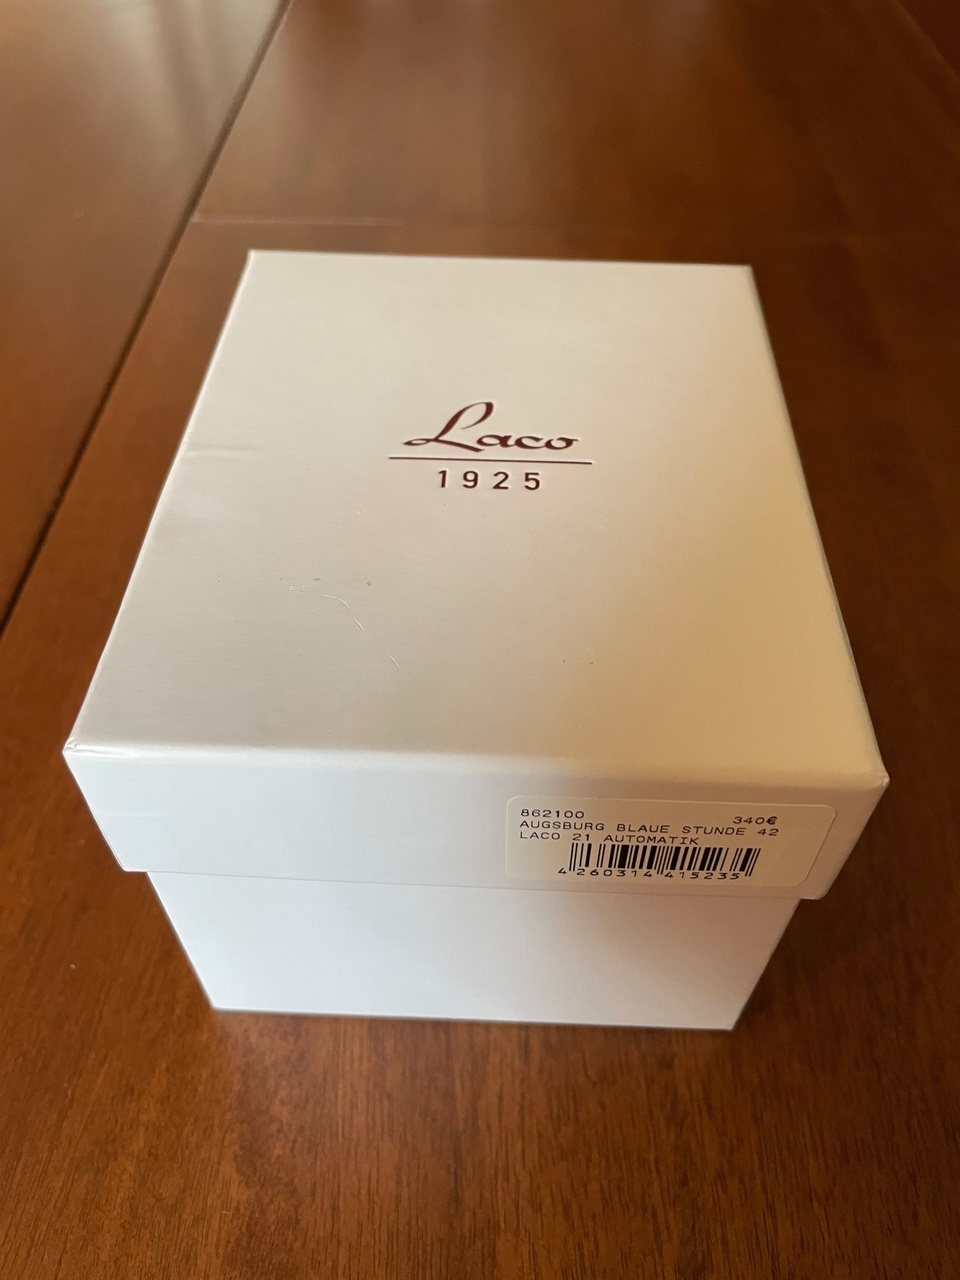 Laco
1925
862100 340€
AUGSBURG BLAUE STUNDE 42
LACO 21 AUTOMATIK
4 260314 415235